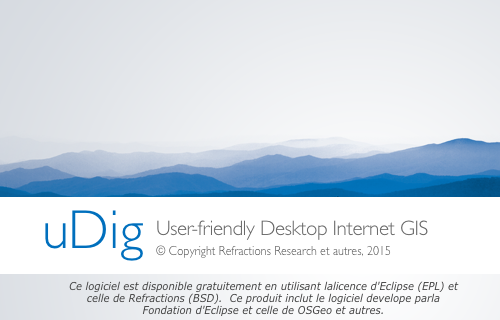 uDig
User-friendly Desktop Internet GIS
© Copyright Refractions Research et autres, 2015
Ce logiciel est disponible gratuitement en utilisant lalicence d'Eclipse (EPL) et
celle de Refractions (BSD).  Ce produit inclut le logiciel develope parla
Fondation d'Eclipse et celle de OSGeo et autres.